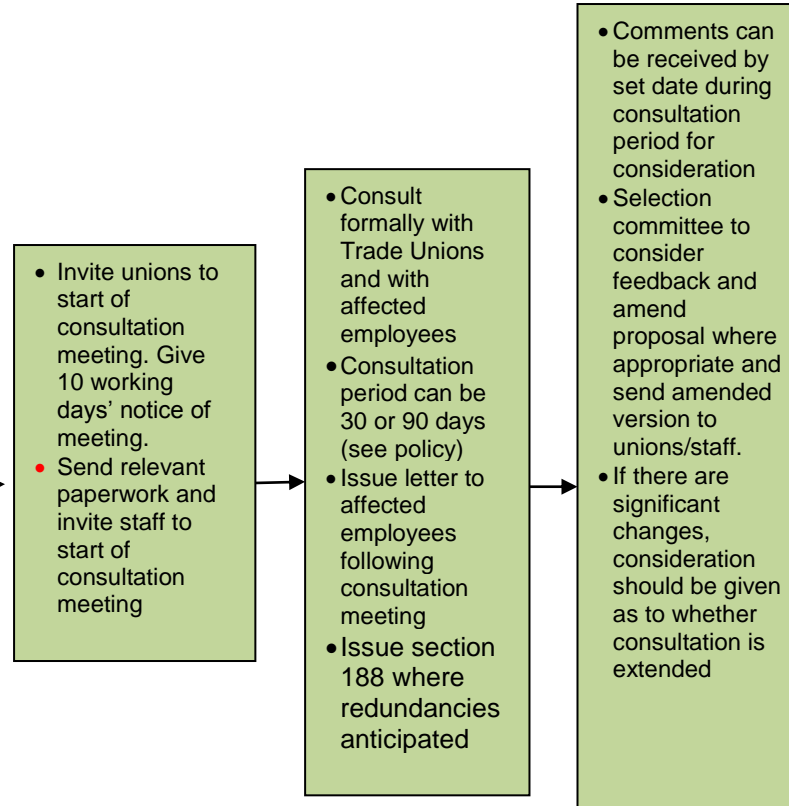 • Invite unions to
start of
consultation
meeting. Give
10 working
days’ notice of
meeting.
• Send relevant
paperwork and
invite staff to
start of
consultation
meeting
• Consult
formally with
Trade Unions
and with
affected
employees
• Consultation
period can be
30 or 90 days
(see policy)
• Issue letter to
affected
employees
following
consultation
meeting
• Issue section
188 where
redundancies
anticipated
• Comments can
be received by
set date during
consultation
period for
consideration
• Selection
committee to
consider
feedback and
amend
proposal where
appropriate and
send amended
version to
unions/staff.
• If there are
significant
changes,
consideration
should be given
as to whether
consultation is
extended